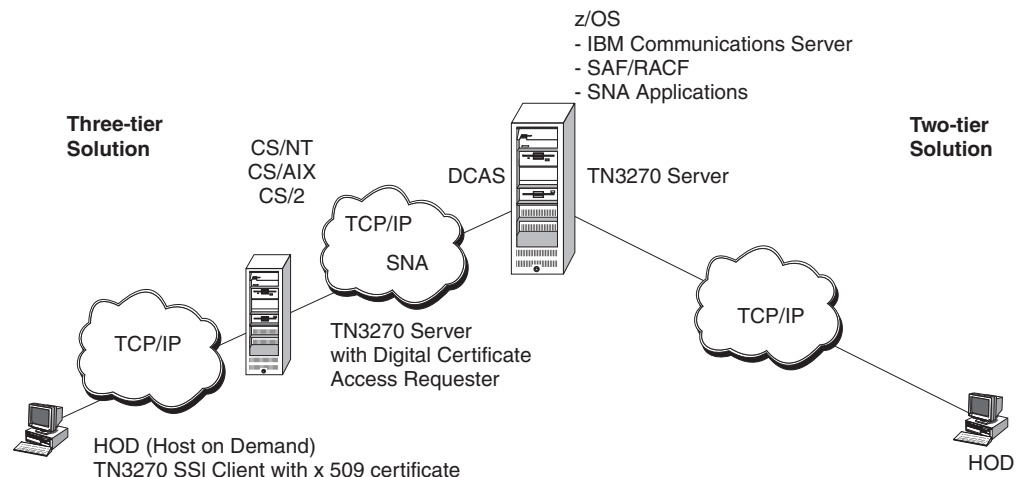 z/OS
- IBM Communications Server
- SAF/RACF
- SNA Applications
Three-tier
Solution
Two-tier
Solution
CS/NT
CS/AIX
CS/2
DCAS
TN3270 Server
TCP/IP
SNA
TCP/IP
TN3270 Server
with Digital Certificate
Access Requester
TCP/IP
HOD (Host on Demand)
TN3270 SSl Client with x 509 certificate
HOD